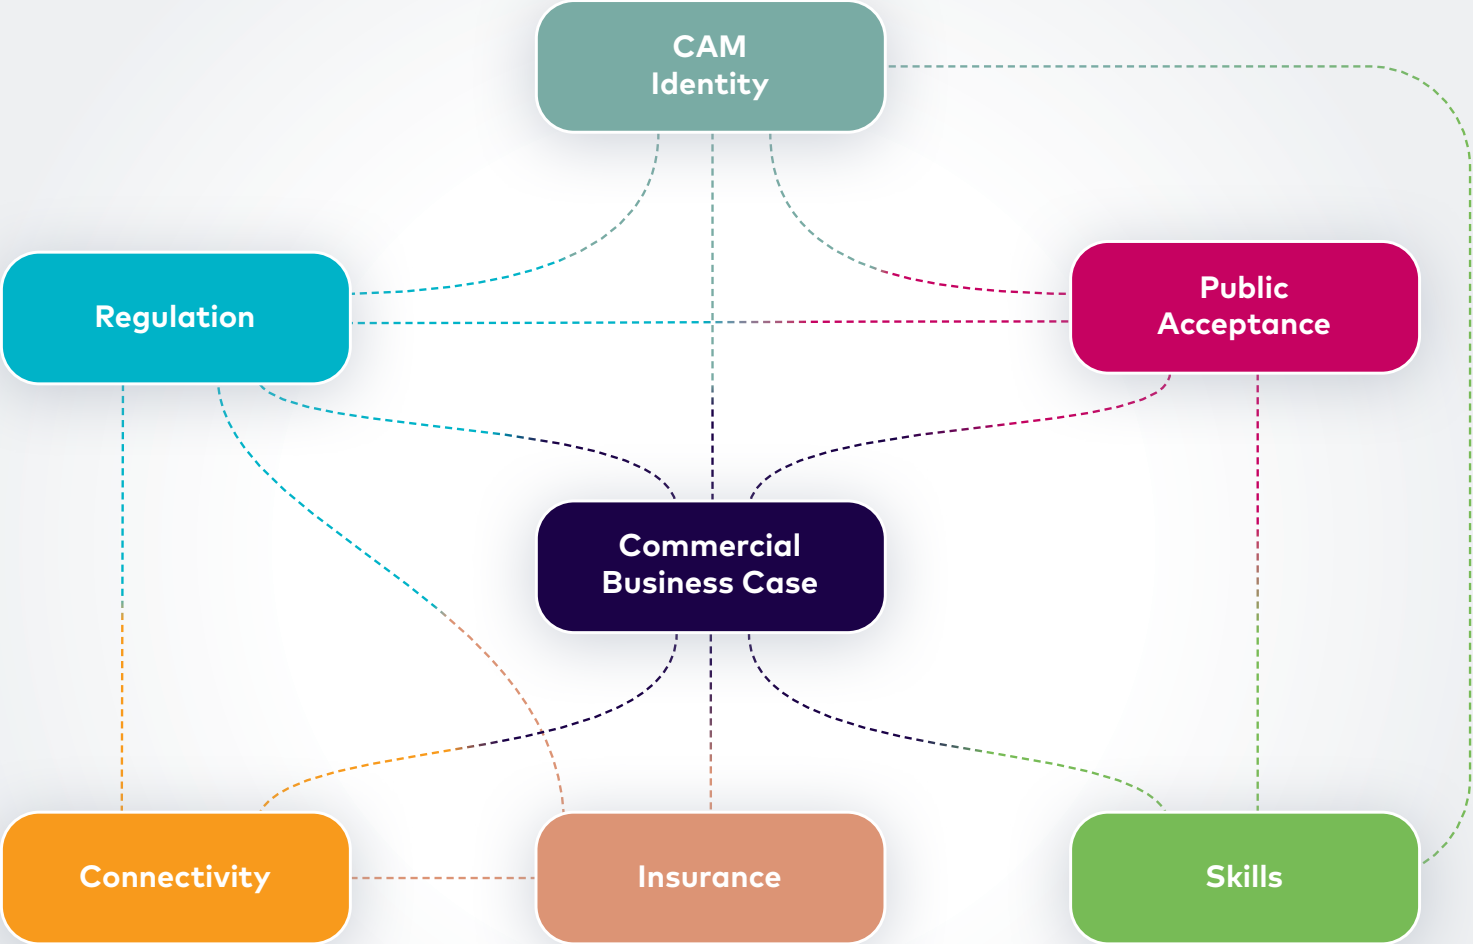 CAM
Identity
Regulation
Public
Acceptance
Commercial
Business Case
Connectivity
Insurance
Skills